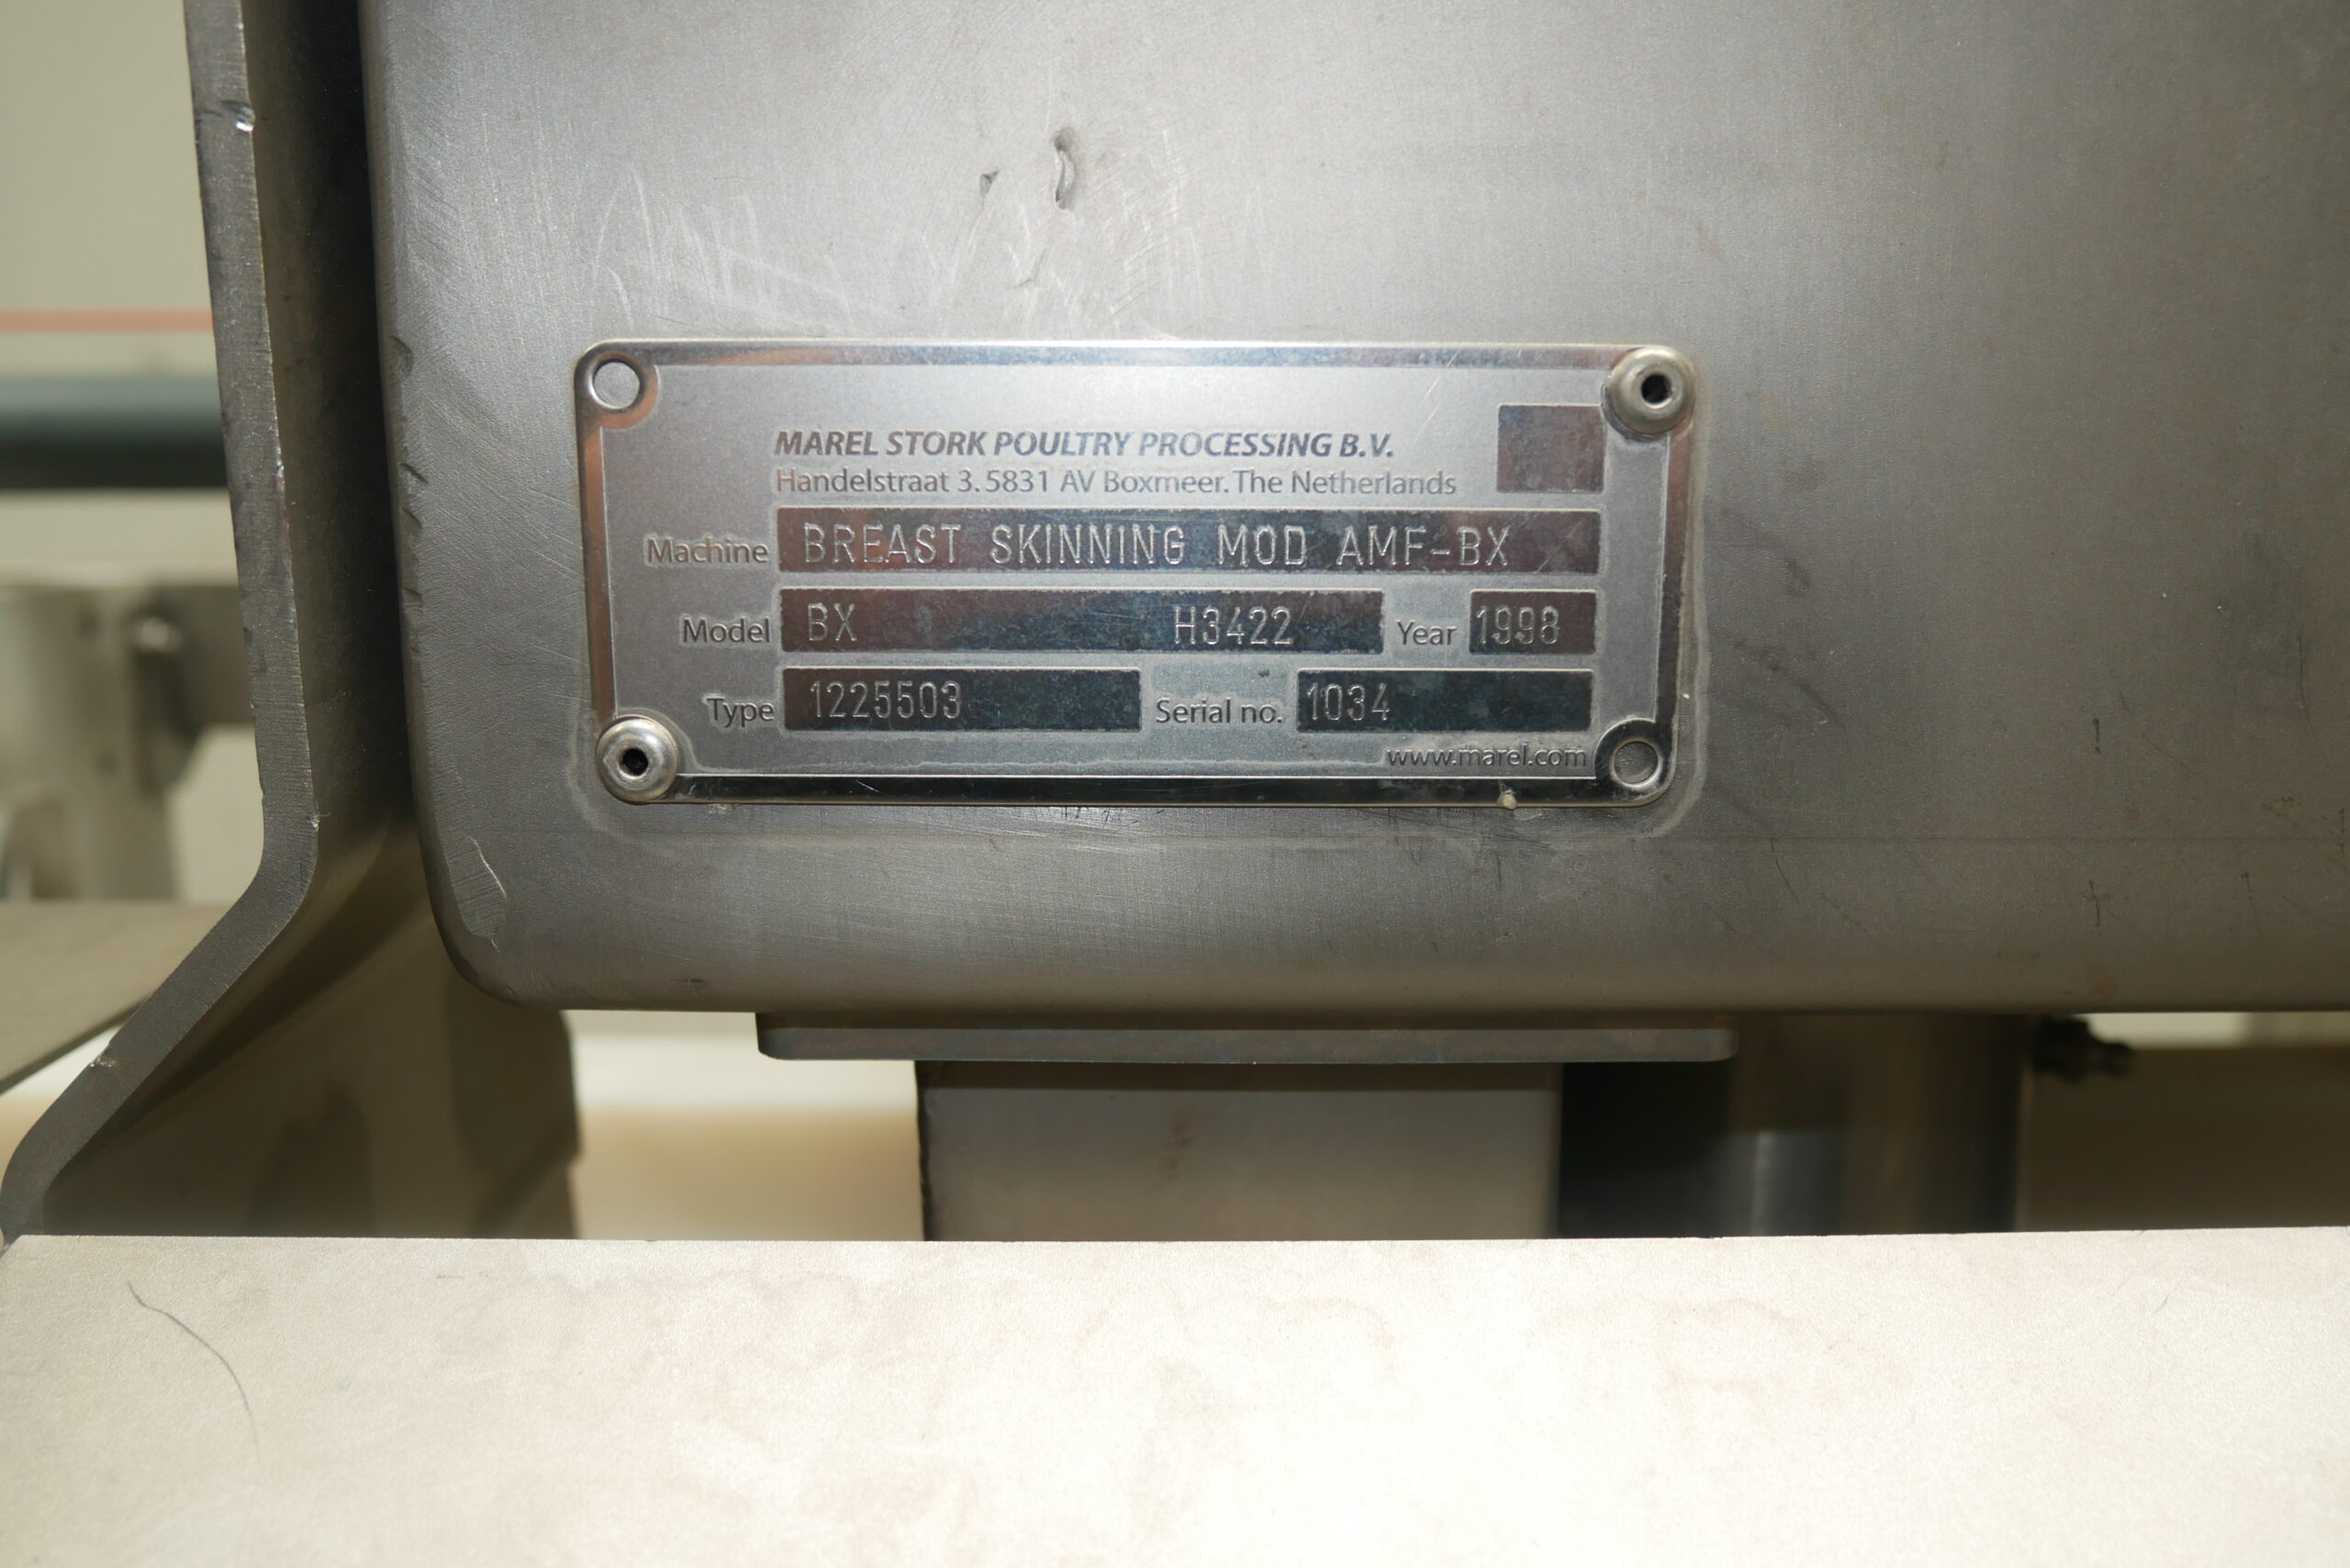 MAREL STORK POULTRY PROCESSING B.V.
Handelstraat 3. 5831 AV Boxmeer. The Netherlands
Machine BREAST SKINNING MOD AMF-BX
Model BX H3422 Year 1998
Type 1225503 Serial no. 1034
www.marel.com